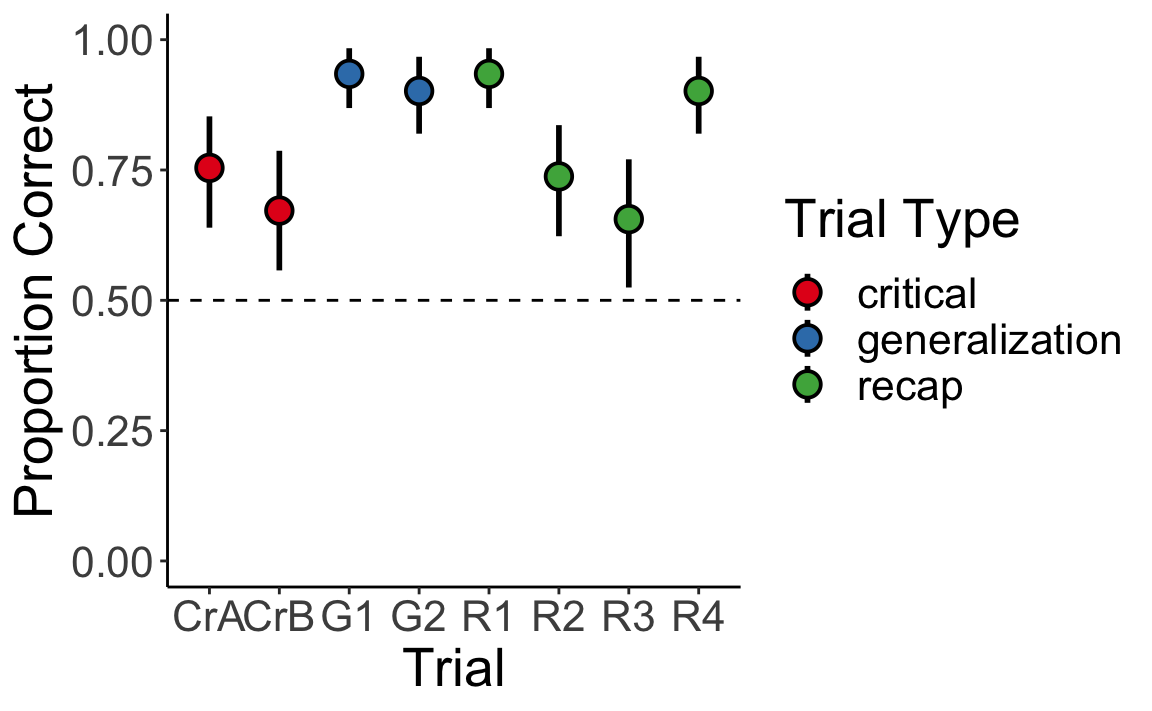 Proportion Correct
1.00
0.75
0.50
0.25
0.00
CrA CrB G1 G2 R1 R2 R3 R4
Trial
Trial Type
critical
generalization
recap